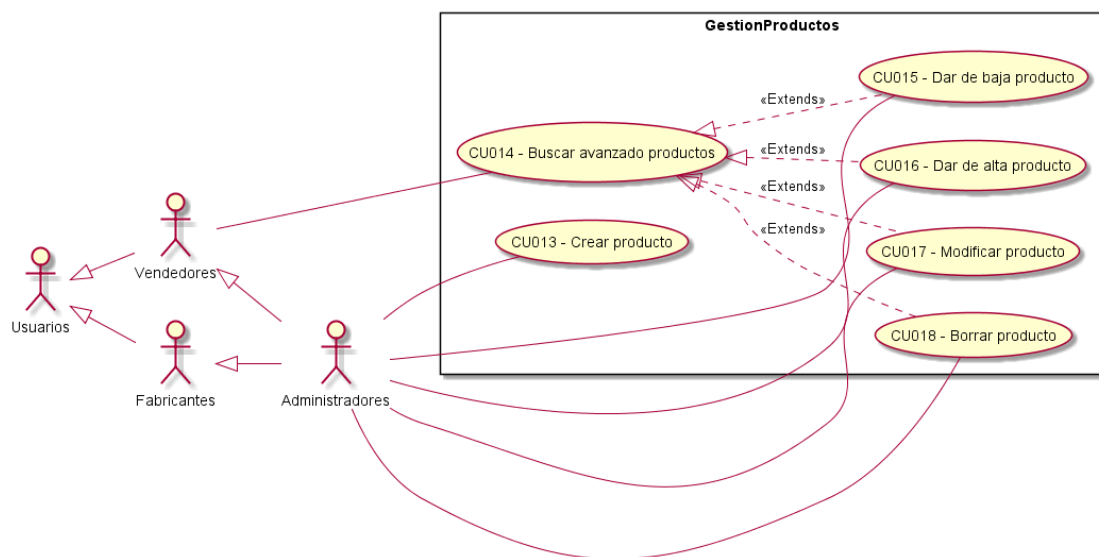 GestionProductos
CU015 - Dar de baja producto
«Extends»
CU014 - Buscar avanzado productos
«Extends»
CU016 - Dar de alta producto
«Extends»
CU013 - Crear producto
«Extends»
CU017 - Modificar producto
Vendedores
Usuarios
CU018 - Borrar producto
Fabricantes
Administradores